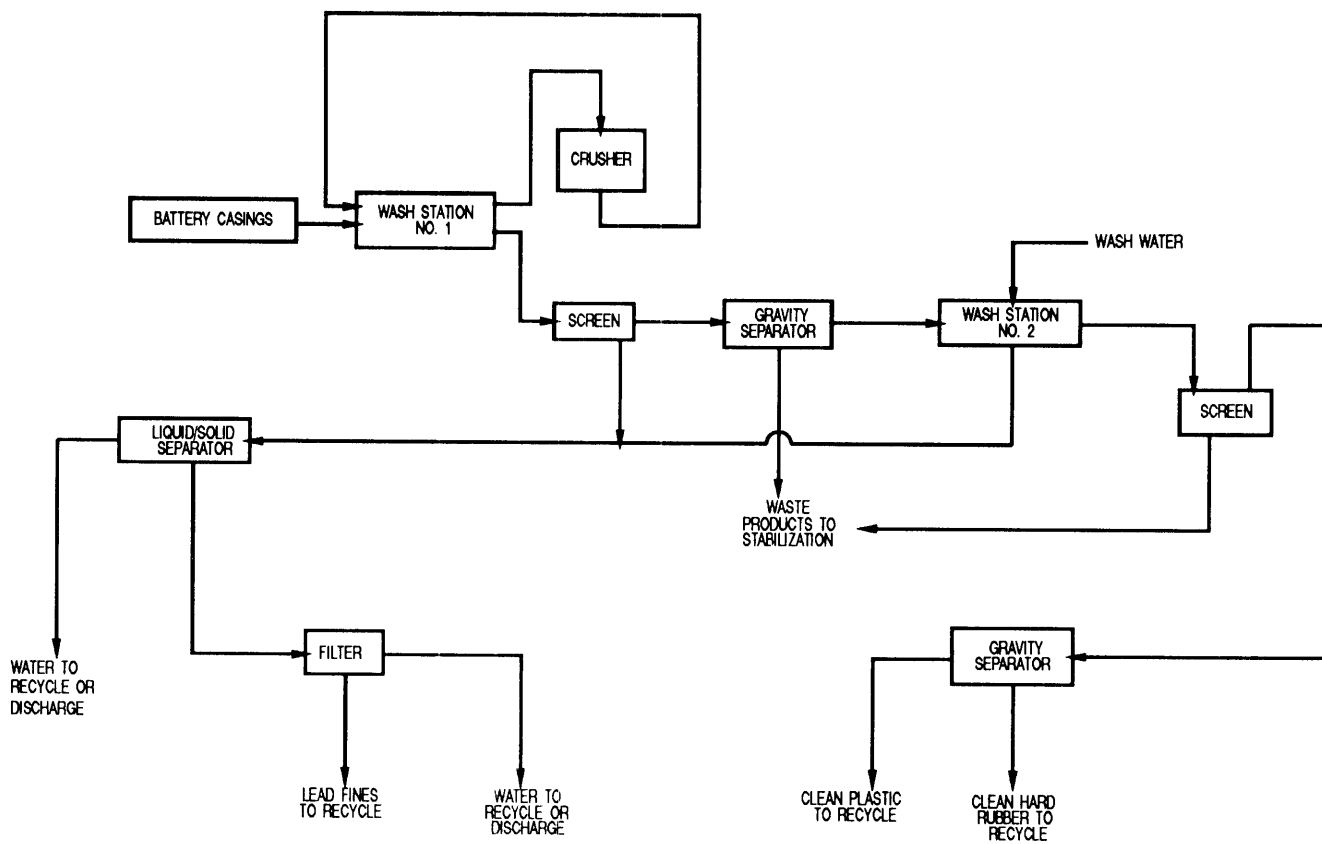 CRUSHER
BATTERY CASINGS
WASH STATION
NO. 1
WASH WATER
SCREEN
GRAVITY
SEPARATOR
WASH STATION
NO. 2
SCREEN
LIQUID/SOLID
SEPARATOR
WASTE
PRODUCTS TO
STABILIZATION
WATER TO
RECYCLE OR
DISCHARGE
FILTER
GRAVITY
SEPARATOR
LEAD FINES
TO RECYCLE
WATER TO
RECYCLE OR
DISCHARGE
CLEAN PLASTIC
TO RECYCLE
CLEAN HARD
RUBBER TO
RECYCLE